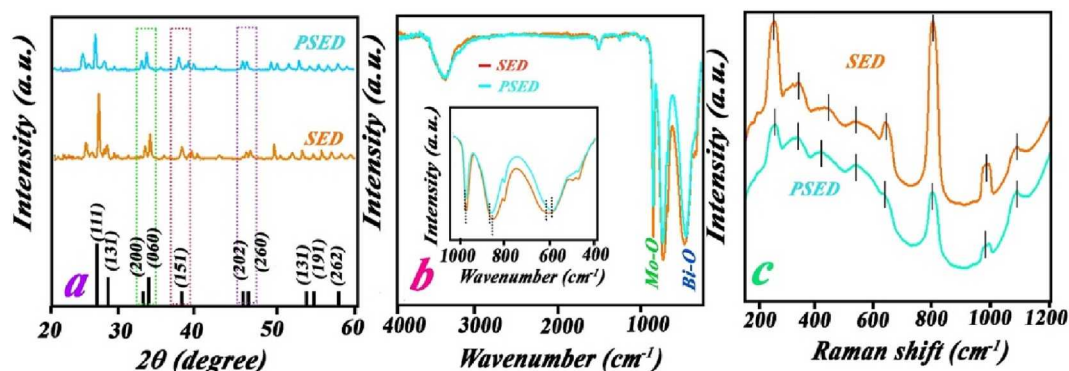 Intensity (a.u.)
PSED
SED
(111)
(131)
(200)
(060)
(151)
(202)
(260)
(131)
(191)
(262)
a
20
30
40
50
60
2θ (degree)
Intensity (a.u.)
SED
PSED
Intensity (a.u.)
1000
800
600
400
Wavenumber (cm-1)
Mo-O
Bi-O
b
4000
3000
2000
1000
Wavenumber (cm-1)
Intensity (a.u.)
SED
PSED
c
200
400
600
800
1000
1200
Raman shift (cm-1)